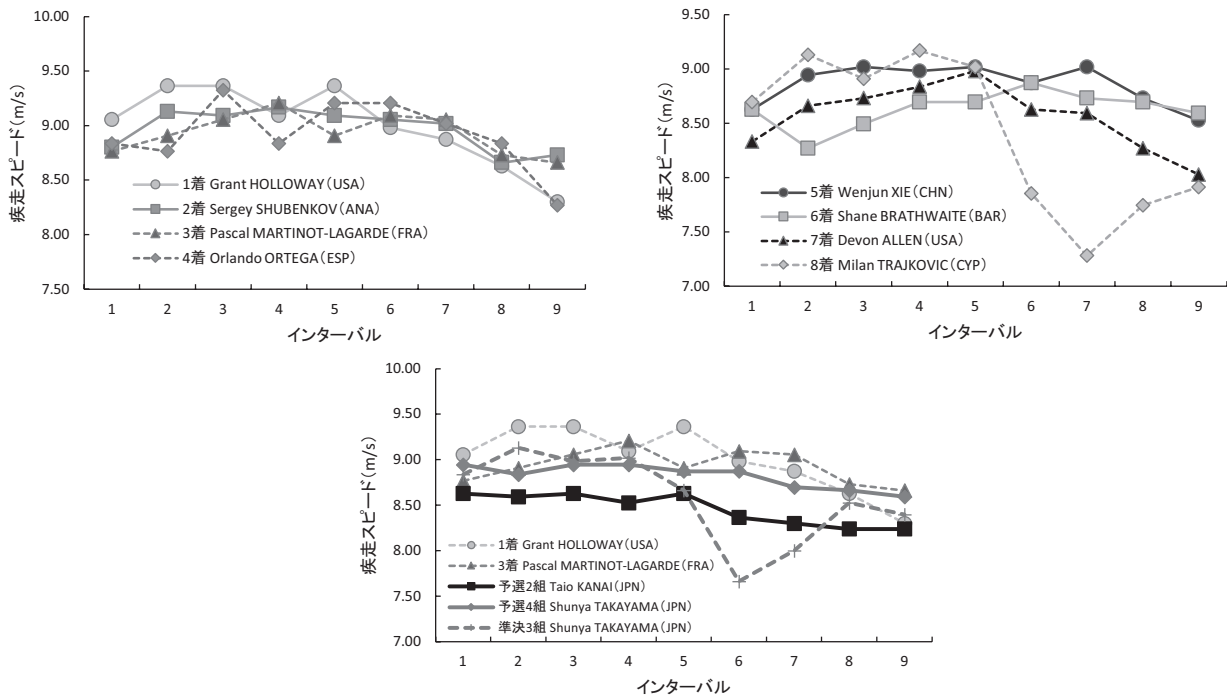 10.00
9.50
9.00
8.50
8.00
7.50
疾走スピード(m/s)
1着 Grant HOLLOWAY(USA)
2着 Sergey SHUBENKOV(ANA)
3着 Pascal MARTINOT-LAGARDE(FRA)
4着 Orlando ORTEGA(ESP)
1 2 3 4 5 6 7 8 9
インターバル
9.50
9.00
8.50
8.00
7.50
7.00
疾走スピード(m/s)
5着 Wenjun XIE(CHN)
6着 Shane BRATHWAITE(BAR)
7着 Devon ALLEN(USA)
8着 Milan TRAJKOVIC(CYP)
1 2 3 4 5 6 7 8 9
インターバル
10.00
9.50
9.00
8.50
8.00
7.50
7.00
疾走スピード(m/s)
1着 Grant HOLLOWAY(USA)
3着 Pascal MARTINOT-LAGARDE(FRA)
予選2組 Taio KANAI(JPN)
予選4組 Shunya TAKAYAMA(JPN)
準決3組 Shunya TAKAYAMA(JPN)
1 2 3 4 5 6 7 8 9
インターバル